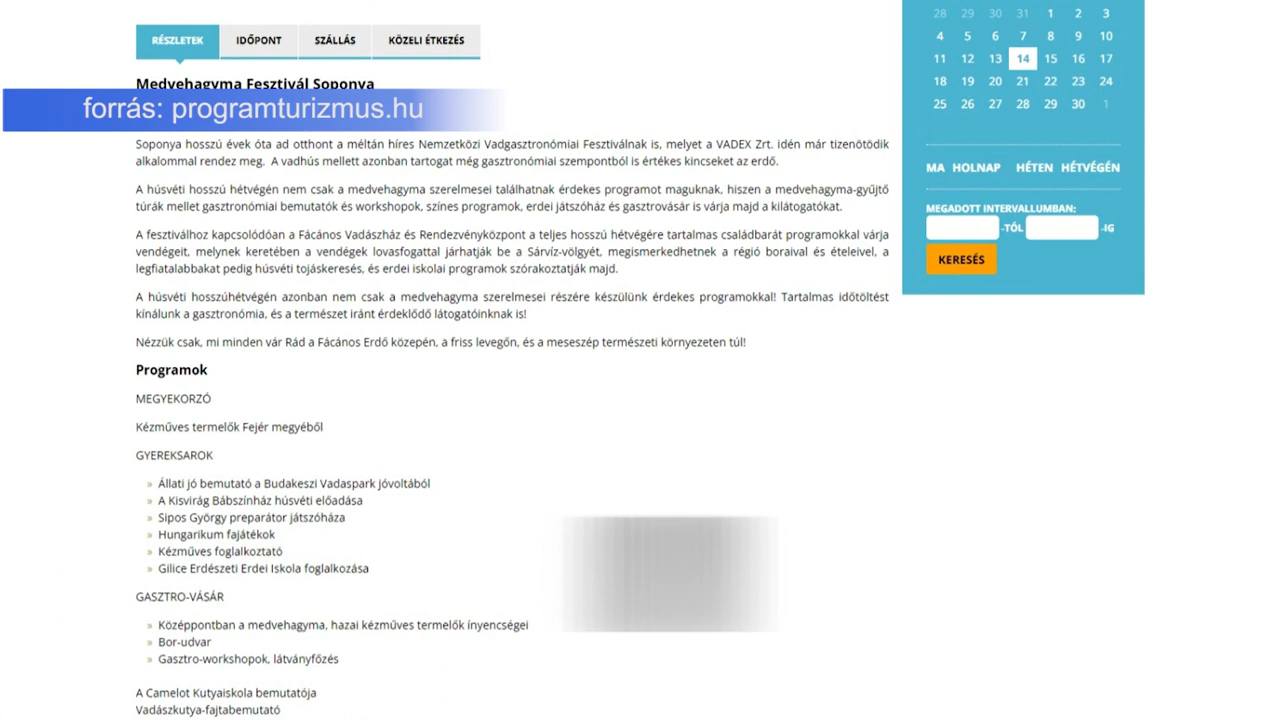 RÉSZLETEK IDŐPONT SZÁLLÁS KÖZELI ÉTKEZÉS
Medvehagyma Fesztivál Soponya
forrás: programturizmus.hu
Soponya hosszú évek óta ad otthont a méltán híres Nemzetközi Vadgasztronómiai Fesztiválnak is, melyet a VADEX Zrt. idén már tizenötödik
alkalommal rendez meg. A vadhús mellett azonban tartogat még gasztronómiai szempontból is értékes kincseket az erdő.
A húsvéti hosszú hétvégén nem csak a medvehagyma szerelmesei találhatnak érdekes programot maguknak, hiszen a medvehagyma-gyűjtő
túrák mellet gasztronómiai bemutatók és workshopok, színes programok, erdei játszóház és gasztrovásár is várja majd a kilátogatókat.
A fesztiválhoz kapcsolódóan a Fácános Vadászház és Rendezvényközpont a teljes hosszú hétvégére tartalmas családbarát programokkal várja
vendégeit, melynek keretében a vendégek lovasfogattal járhatják be a Sárvíz-völgyét, megismerkedhetnek a régió boraival és ételeivel, a
legfiatalabbakat pedig húsvéti tojáskeresés, és erdei iskolai programok szórakoztatják majd.
A húsvéti hosszúhétvégén azonban nem csak a medvehagyma szerelmesei részére készülünk érdekes programokkal! Tartalmas időtöltést
kínálunk a gasztronómia, és a természet iránt érdeklődő látogatóinknak is!
Nézzük csak, mi minden vár Rád a Fácános Erdő közepén, a friss levegőn, és a meseszép természeti környezeten túl!
Programok
MEGYEKORZÓ
Kézműves termelők Fejér megyéből
GYEREKSAROK
» Állati jó bemutató a Budakeszi Vadaspark jóvoltából
» A Kisvirág Bábszínház húsvéti előadása
» Sipos György preparátor játszóháza
» Hungarikum fajátékok
» Kézműves foglalkoztató
» Gilice Erdészeti Erdei Iskola foglalkozása
GASZTRO-VÁSÁR
» Középpontban a medvehagyma, hazai kézműves termelők ínyencségei
» Bor-udvar
» Gasztro-workshopok, látványfőzés
A Camelot Kutyaiskola bemutatója
Vadászkutya-fajtabemutató
28 29 30 31 1 2 3
4 5 6 7 8 9 10
11 12 13 14 15 16 17
18 19 20 21 22 23 24
25 26 27 28 29 30 1
MA HOLNAP HÉTEN HÉTVÉGÉN
MEGADOTT INTERVALLUMBAN:
-TÓL -IG
KERESÉS